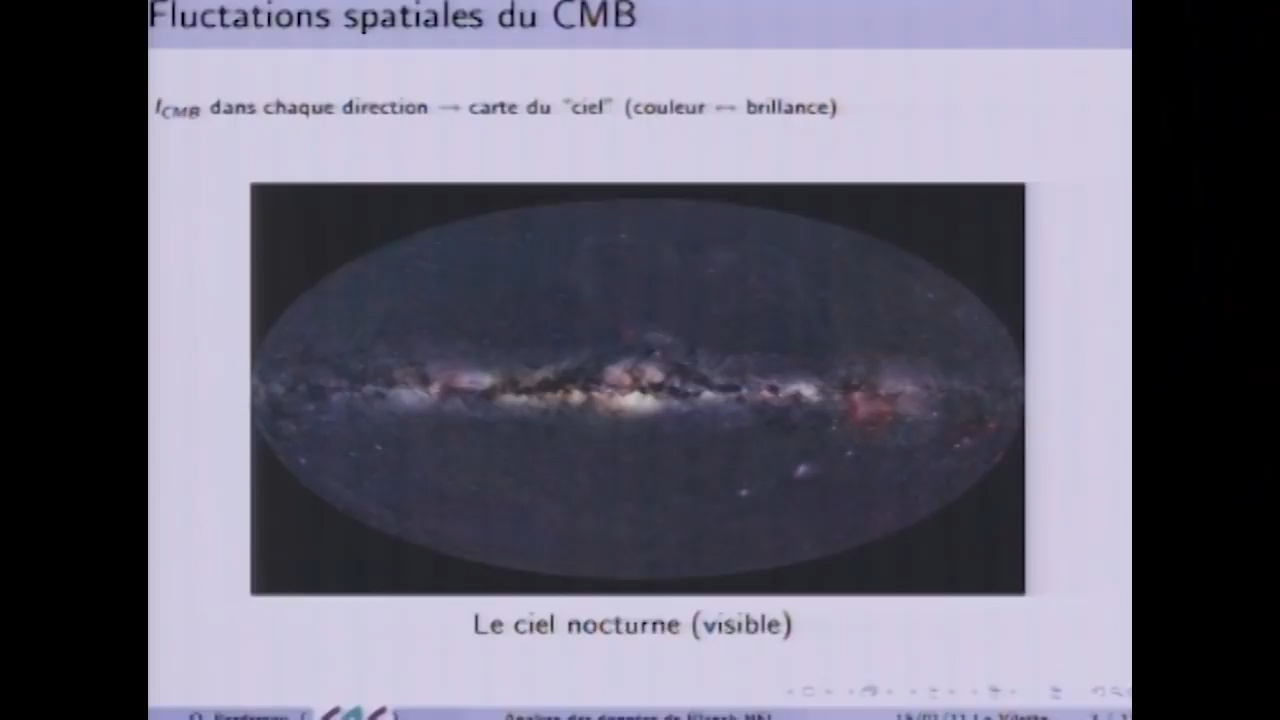 Fluctations spatiales du CMB
I_CMB dans chaque direction → carte du "ciel" (couleur ↔ brillance)
Le ciel nocturne (visible)